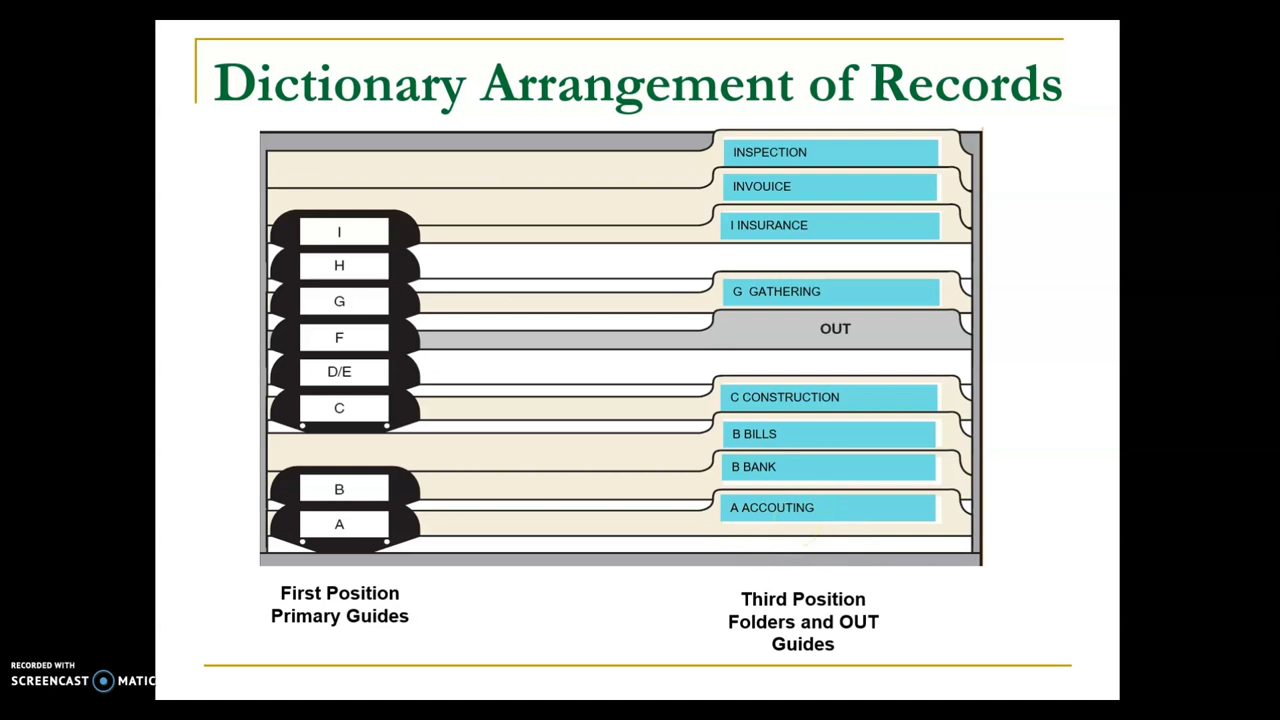 Dictionary Arrangement of Records
INSPECTION
INVOUICE
I
I INSURANCE
H
G
G GATHERING
F
OUT
D/E
C
C CONSTRUCTION
B BILLS
B BANK
B
A ACCOUTING
A
First Position
Primary Guides
Third Position
Folders and OUT
Guides
RECORDED WITH
SCREENCAST MATIC